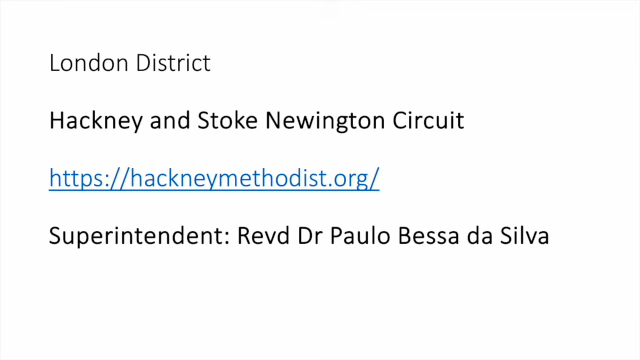 London District
Hackney and Stoke Newington Circuit
https://hackneymethodist.org/
Superintendent: Revd Dr Paulo Bessa da Silva